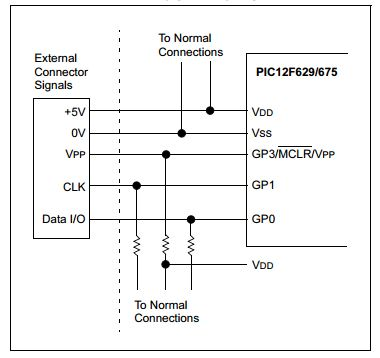 To Normal
Connections
External
Connector
Signals
PIC12F629/675
+5V
VDD
0V
VSS
VPP
GP3/MCLR/VPP
CLK
GP1
Data I/O
GP0
VDD
To Normal
Connections